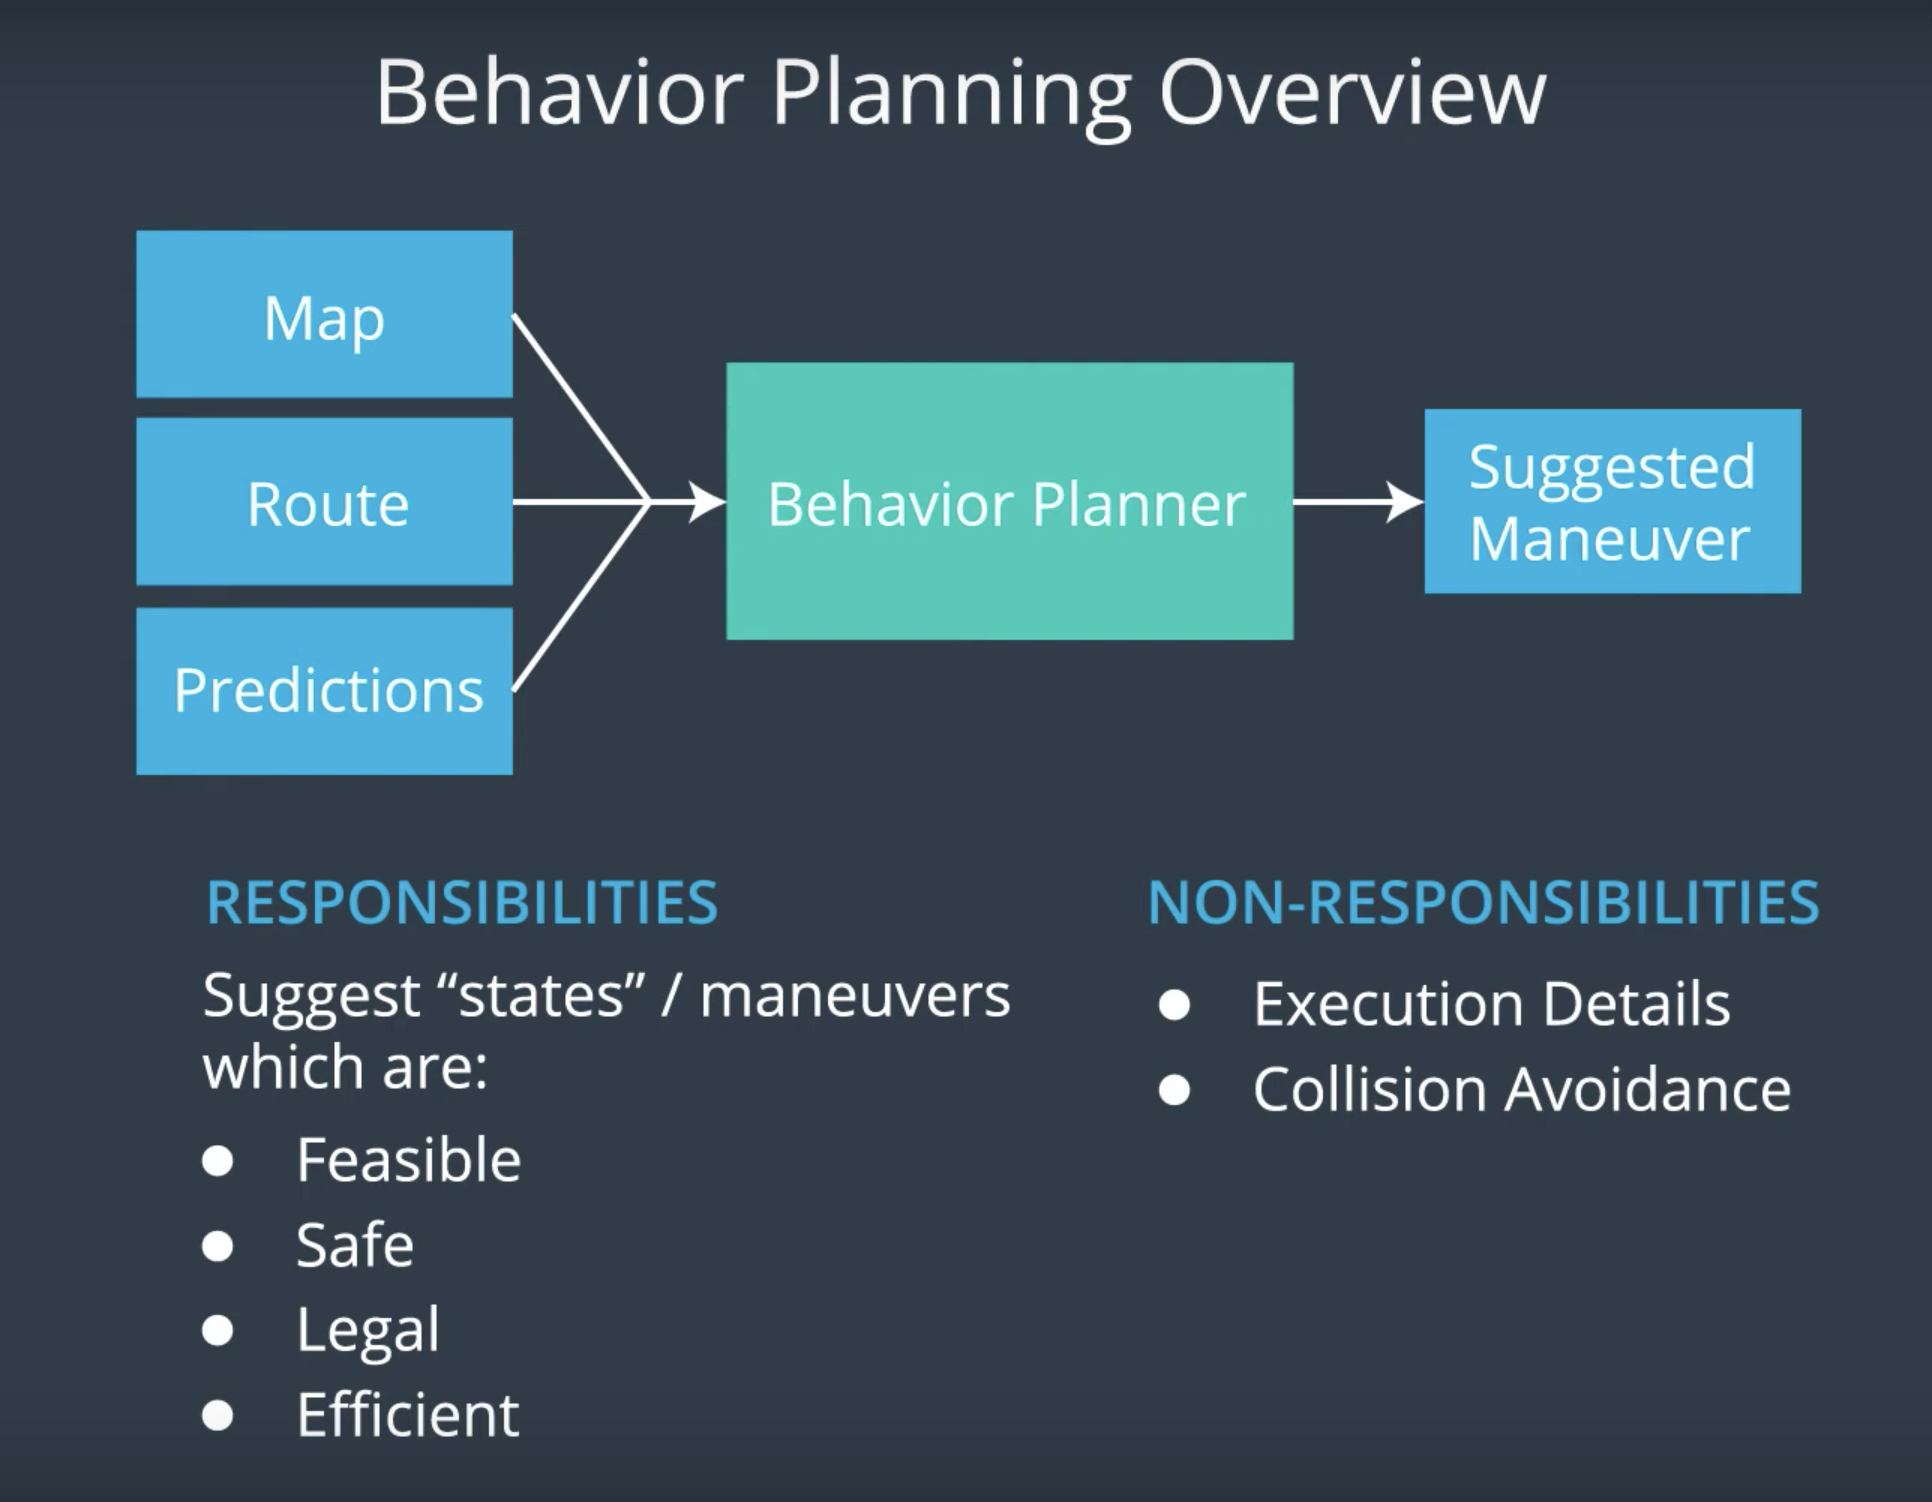 Behavior Planning Overview
Map
Route
Predictions
Behavior Planner
Suggested
Maneuver
RESPONSIBILITIES
Suggest “states” / maneuvers
which are:
● Feasible
● Safe
● Legal
● Efficient
NON-RESPONSIBILITIES
● Execution Details
● Collision Avoidance